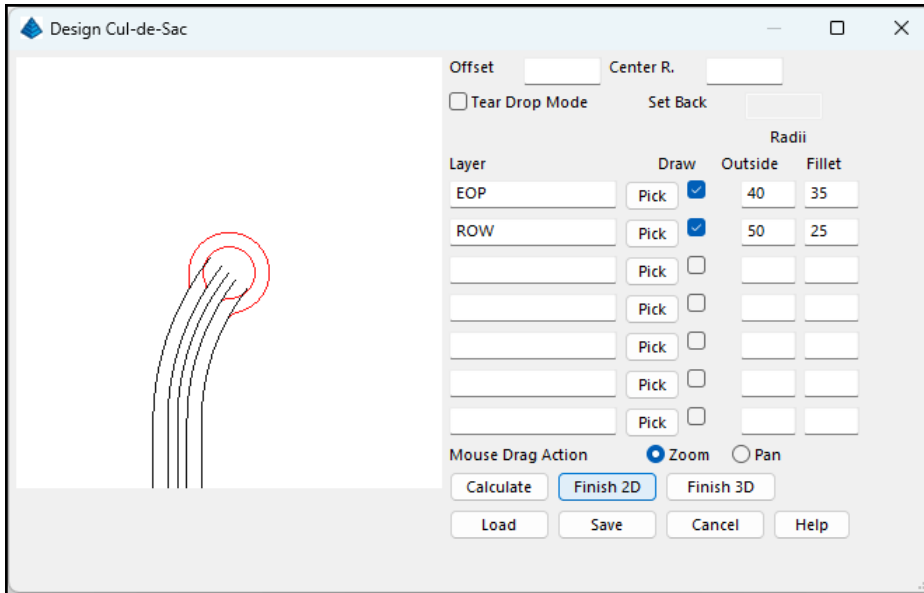 Design Cul-de-Sac
Offset Center R.
Tear Drop Mode Set Back
Radii
Layer Draw Outside Fillet
EOP Pick 40 35
ROW Pick 50 25
Pick
Pick
Pick
Pick
Pick
Mouse Drag Action Zoom Pan
Calculate Finish 2D Finish 3D
Load Save Cancel Help